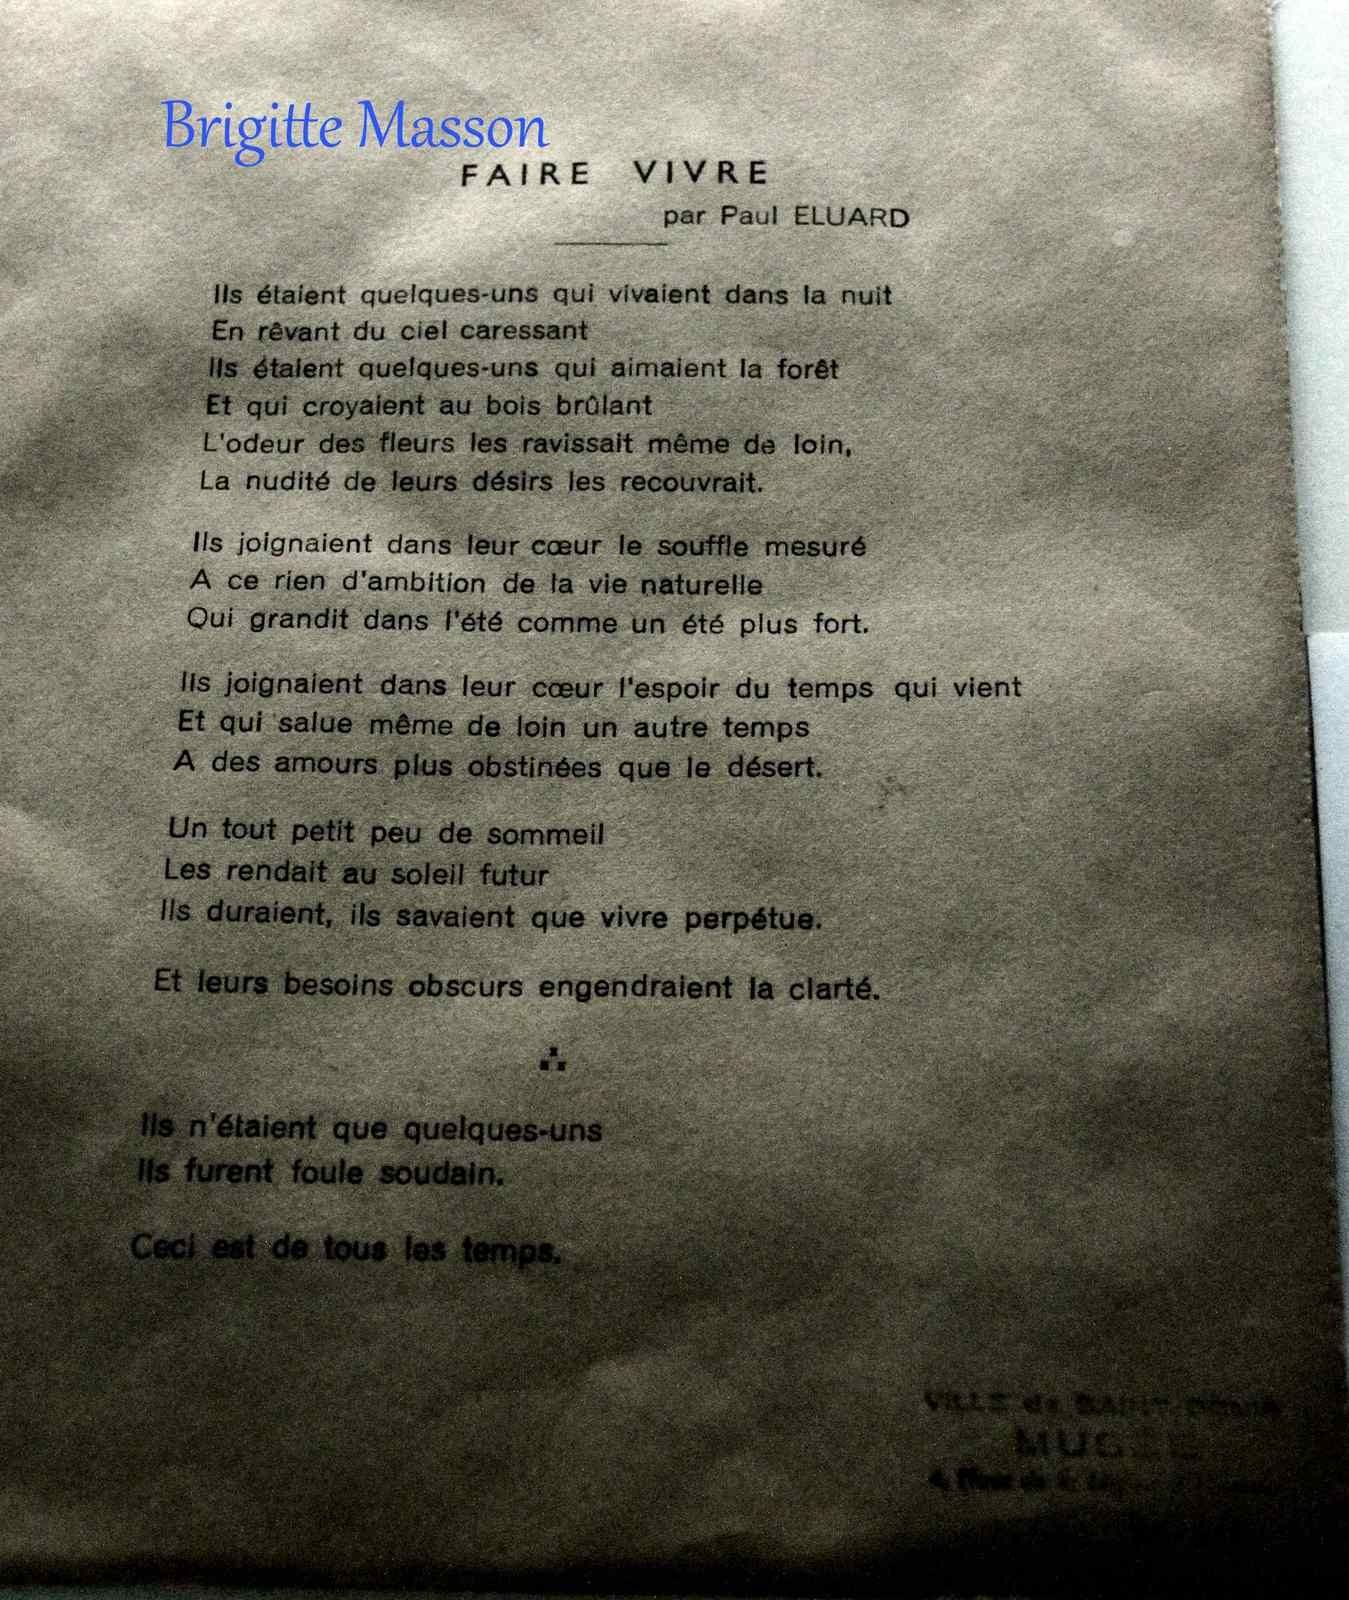 Brigitte Masson
FAIRE VIVRE
par Paul ELUARD
Ils étaient quelques-uns qui vivaient dans la nuit
En rêvant du ciel caressant
Ils étaient quelques-uns qui aimaient la forêt
Et qui croyaient au bois brûlant
L'odeur des fleurs les ravissait même de loin,
La nudité de leurs désirs les recouvrait.
Ils joignaient dans leur cœur le souffle mesuré
A ce rien d'ambition de la vie naturelle
Qui grandit dans l'été comme un été plus fort.
Ils joignaient dans leur cœur l'espoir du temps qui vient
Et qui salue même de loin un autre temps
A des amours plus obstinées que le désert.
Un tout petit peu de sommeil
Les rendait au soleil futur
Ils duraient, ils savaient que vivre perpétue.
Et leurs besoins obscurs engendraient la clarté.
Ils n'étaient que quelques-uns
Ils furent foule soudain.
Ceci est de tous les temps.
VILLE de SAINT
MUSEE